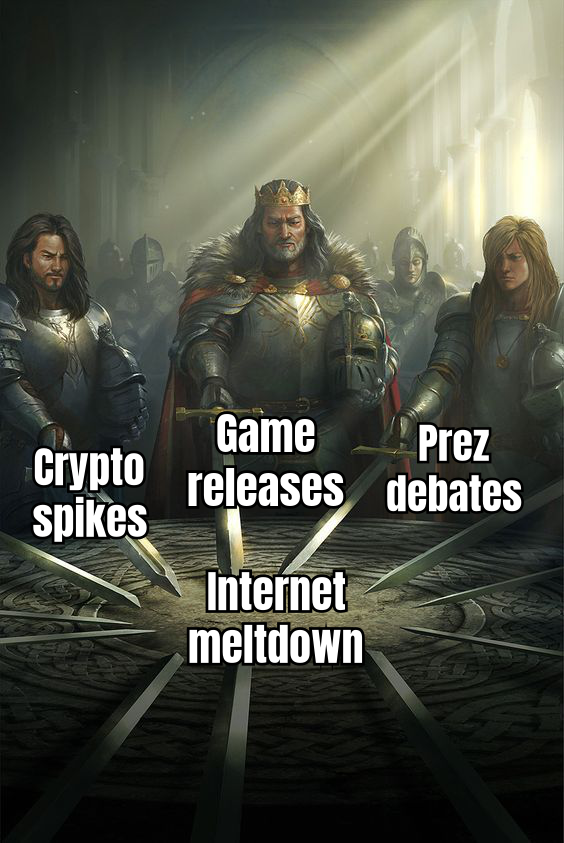 Game
releases
Prez
debates
Crypto
spikes
Internet
meltdown